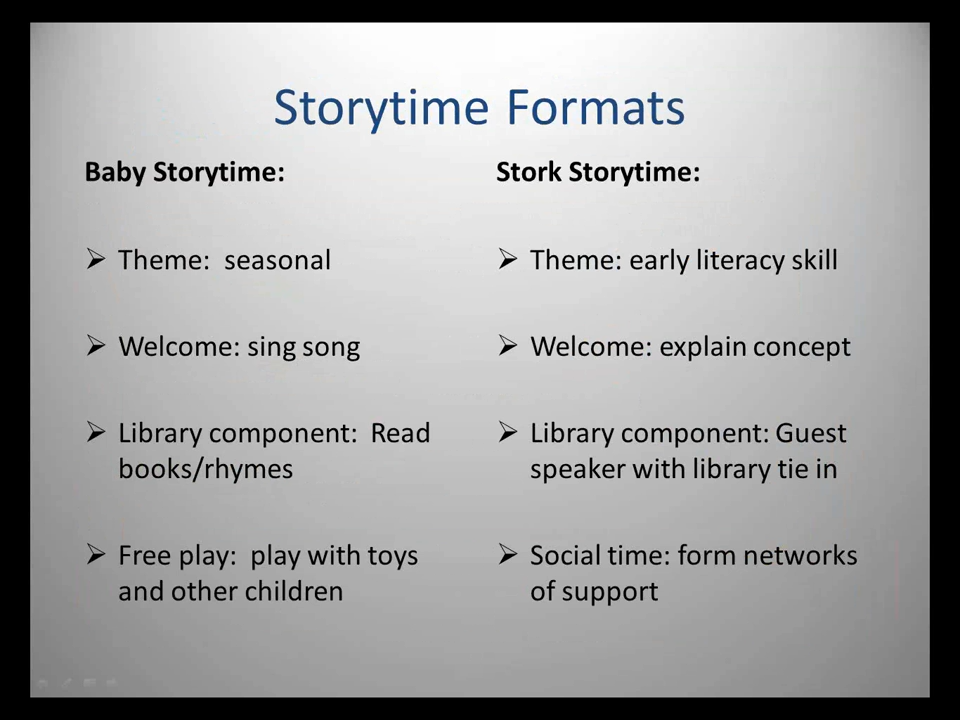 Storytime Formats
Baby Storytime:
➢ Theme:  seasonal
➢ Welcome: sing song
➢ Library component:  Read
books/rhymes
➢ Free play:  play with toys
and other children
Stork Storytime:
➢ Theme: early literacy skill
➢ Welcome: explain concept
➢ Library component: Guest
speaker with library tie in
➢ Social time: form networks
of support